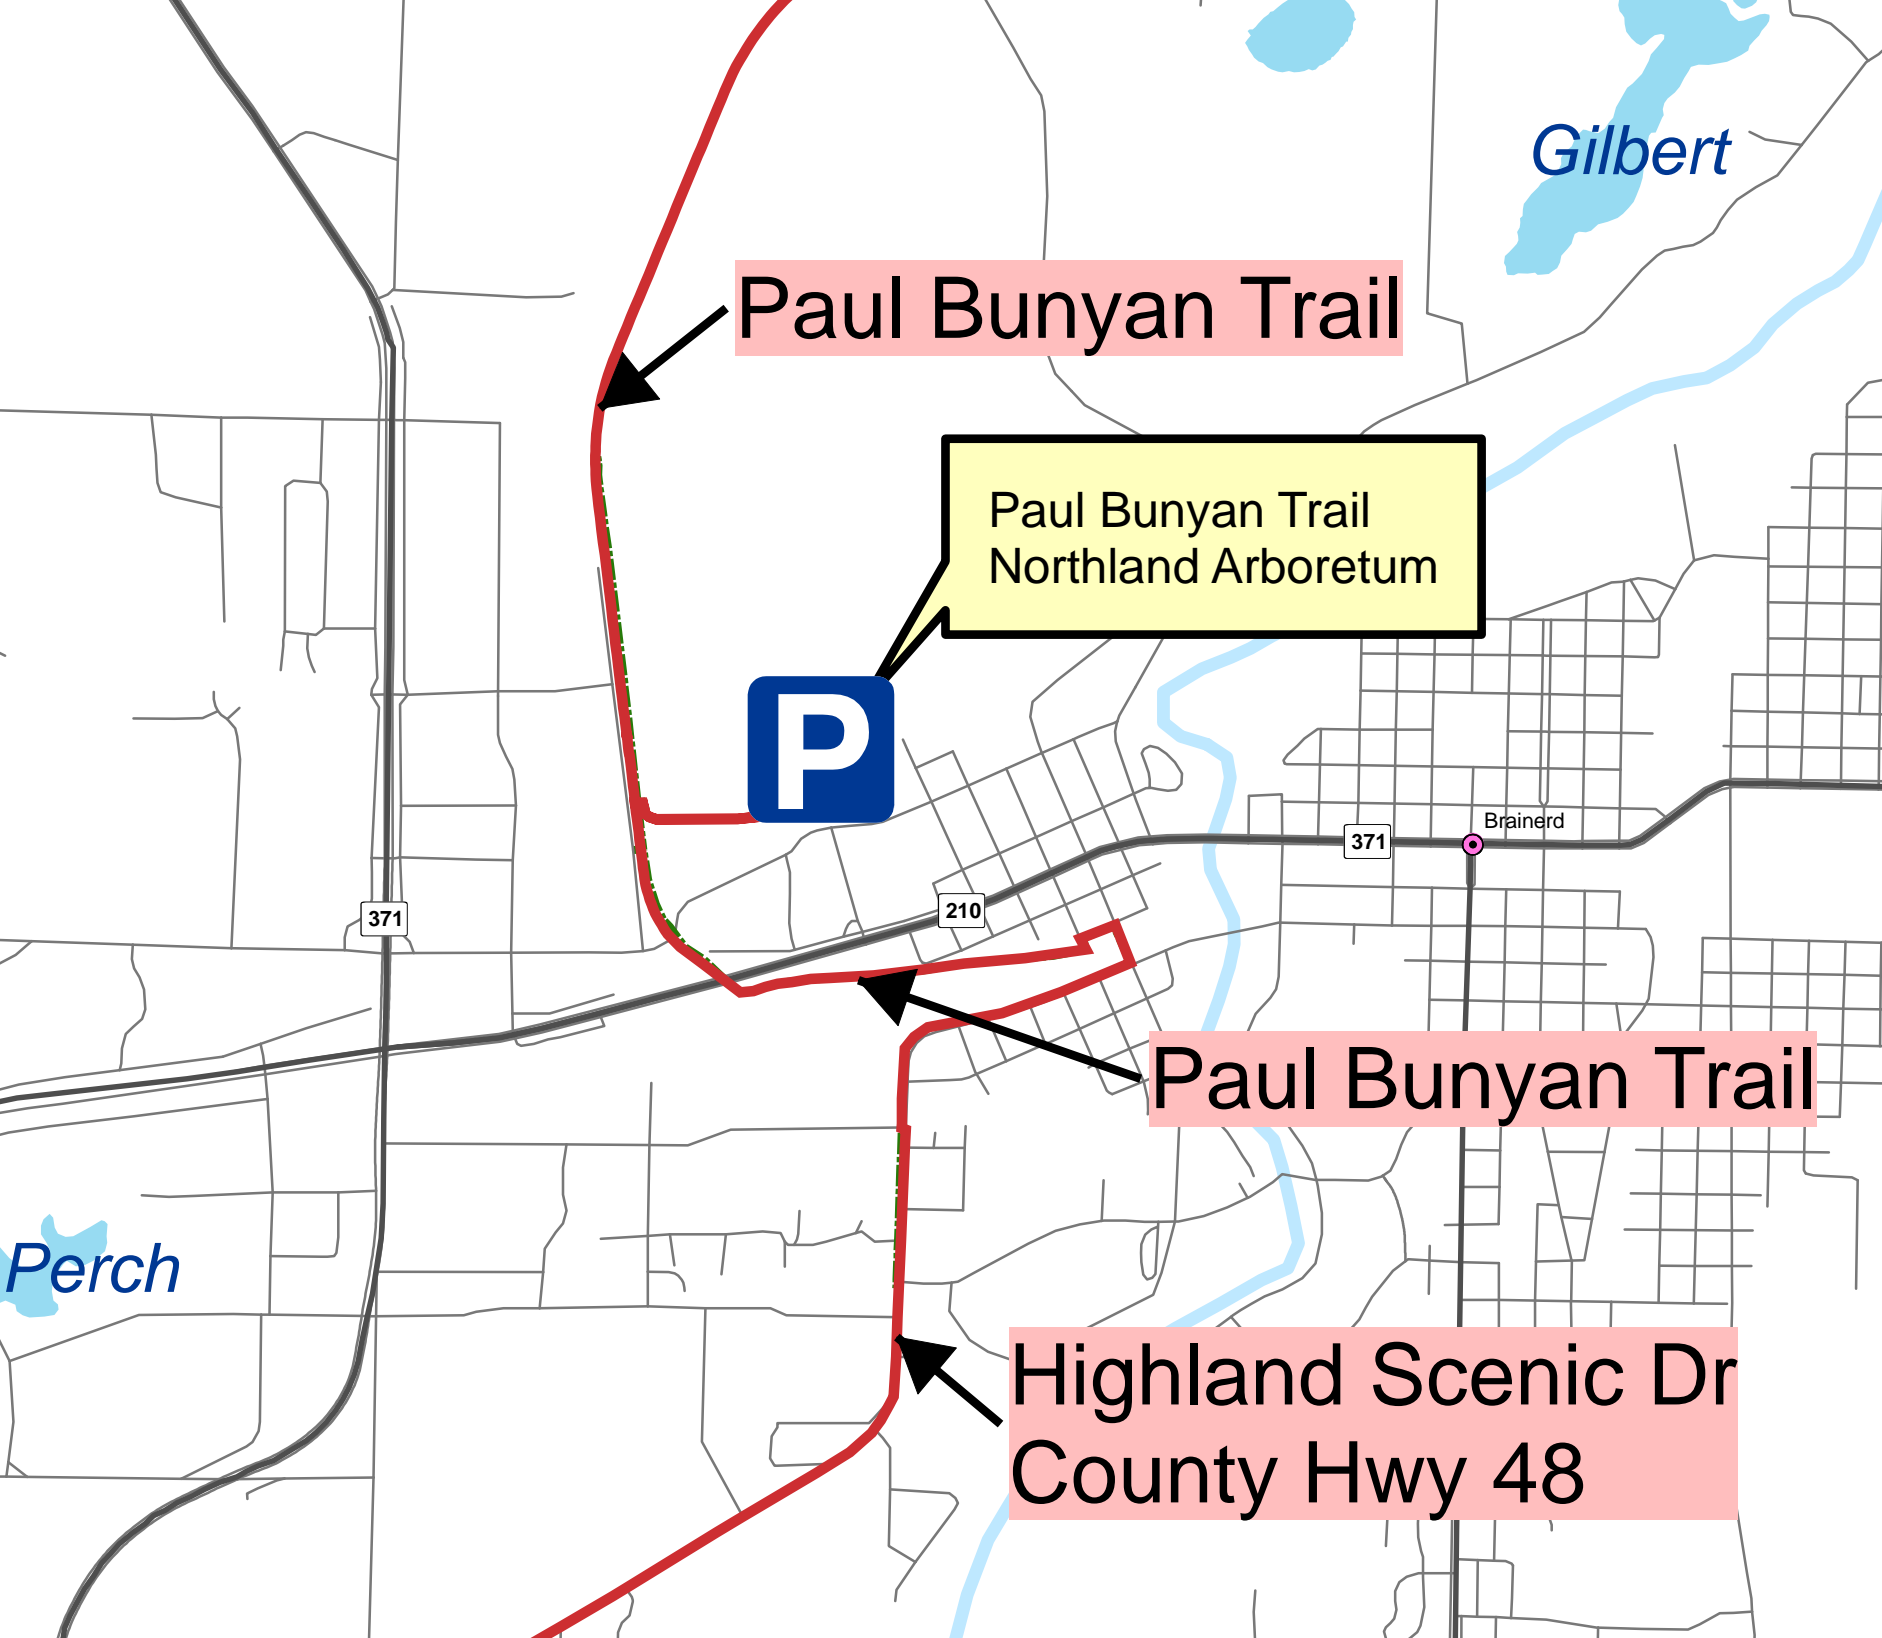 Gilbert
Paul Bunyan Trail
Paul Bunyan Trail
Northland Arboretum
P
Brainerd
371
210
371
Paul Bunyan Trail
Perch
Highland Scenic Dr
County Hwy 48